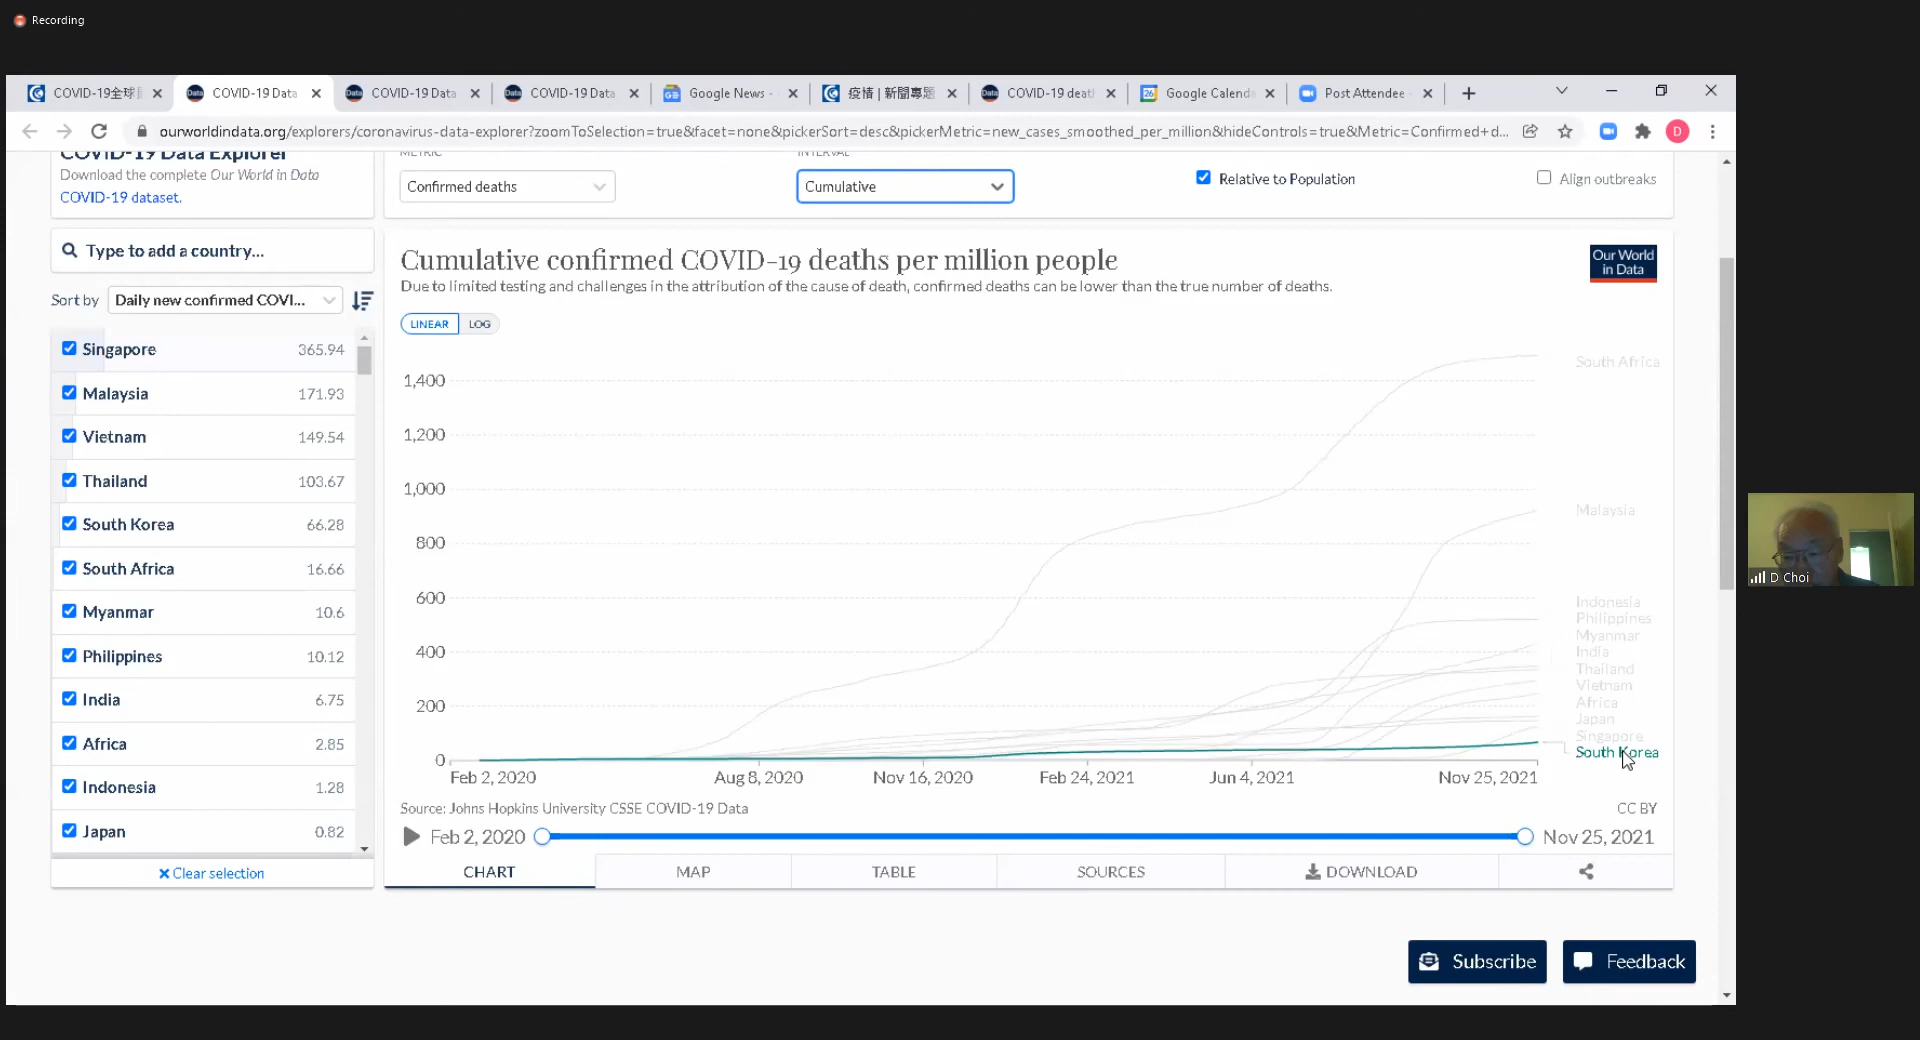 Recording
COVID-19全球
COVID-19 Data
COVID-19 Data
COVID-19 Data
Google News -
疫情 | 新聞專題
COVID-19 deat
Google Calend
26
Post Attendee
ourworldindata.org/explorers/coronavirus-data-explorer?zoomToSelection=true&facet=none&pickerSort=desc&pickerMetric=new_cases_smoothed_per_million&hideControls=true&Metric=Confirmed+d...
D
COVID-19 Data Explorer
Download the complete Our World in Data
COVID-19 dataset.
METRIC
INTERVAL
Confirmed deaths
Cumulative
Relative to Population
Align outbreaks
Type to add a country...
Sort by
Daily new confirmed COVI...
Singapore 365.94
Malaysia 171.93
Vietnam 149.54
Thailand 103.67
South Korea 66.28
South Africa 16.66
Myanmar 10.6
Philippines 10.12
India 6.75
Africa 2.85
Indonesia 1.28
Japan 0.82
Clear selection
Cumulative confirmed COVID-19 deaths per million people
Due to limited testing and challenges in the attribution of the cause of death, confirmed deaths can be lower than the true number of deaths.
Our World
in Data
LINEAR LOG
1,400
1,200
1,000
800
600
400
200
0
South Africa
Malaysia
Indonesia
Philippines
Myanmar
India
Thailand
Vietnam
Africa
Japan
Singapore
South Korea
Feb 2, 2020 Aug 8, 2020 Nov 16, 2020 Feb 24, 2021 Jun 4, 2021 Nov 25, 2021
Source: Johns Hopkins University CSSE COVID-19 Data
CC BY
Feb 2, 2020
Nov 25, 2021
CHART MAP TABLE SOURCES DOWNLOAD
Subscribe
Feedback
D Choi